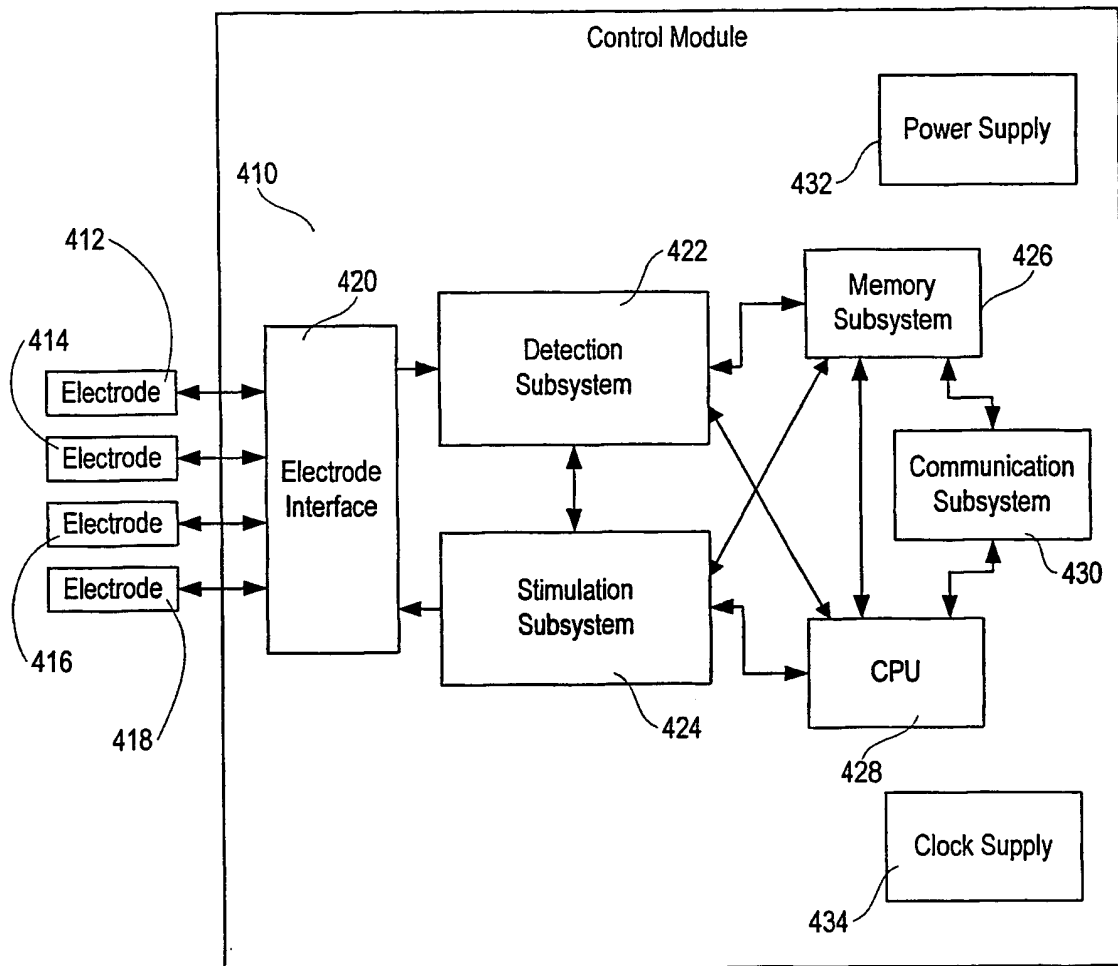 Control Module
Power Supply
432
410
412
420
422
426
Memory
Subsystem
414
Detection
Subsystem
Electrode
Electrode
Electrode
Interface
Communication
Subsystem
Electrode
430
Electrode
Stimulation
Subsystem
416
CPU
418
424
428
Clock Supply
434